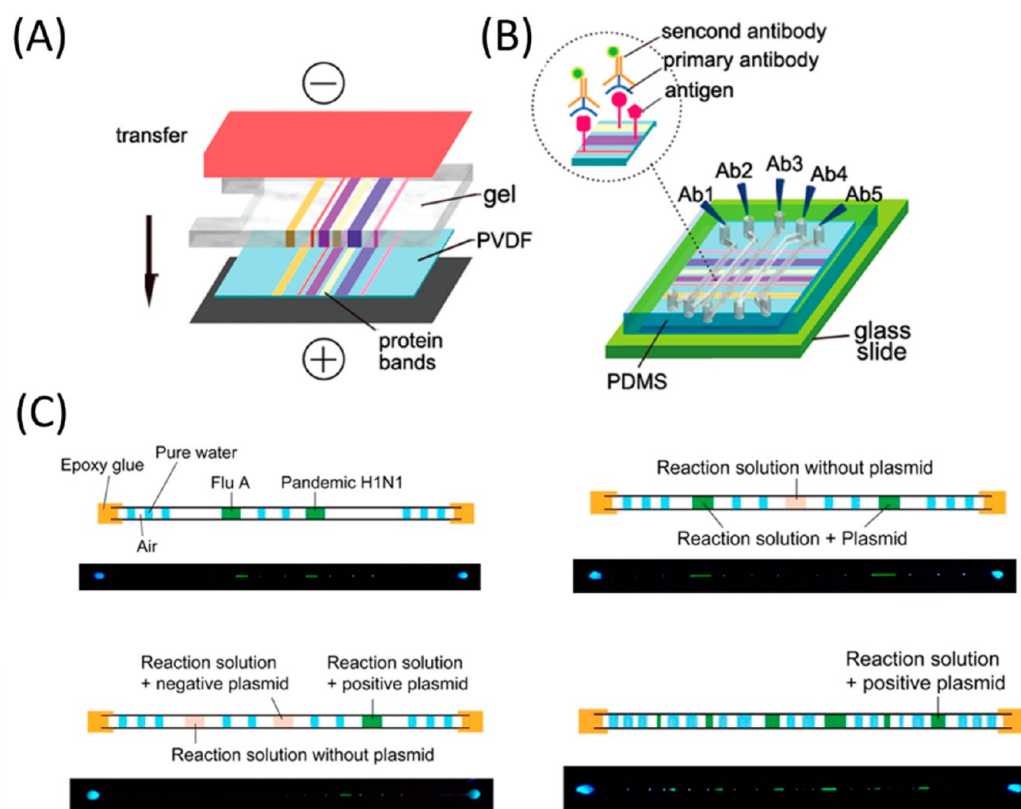 (A)
transfer
−
gel
PVDF
protein
bands
+
(B)
sencond antibody
primary antibody
antigen
Ab1
Ab2
Ab3
Ab4
Ab5
glass
slide
PDMS
(C)
Epoxy glue
Pure water
Air
Flu A
Pandemic H1N1
Reaction solution without plasmid
Reaction solution + Plasmid
Reaction solution
+ negative plasmid
Reaction solution
+ positive plasmid
Reaction solution without plasmid
Reaction solution
+ positive plasmid